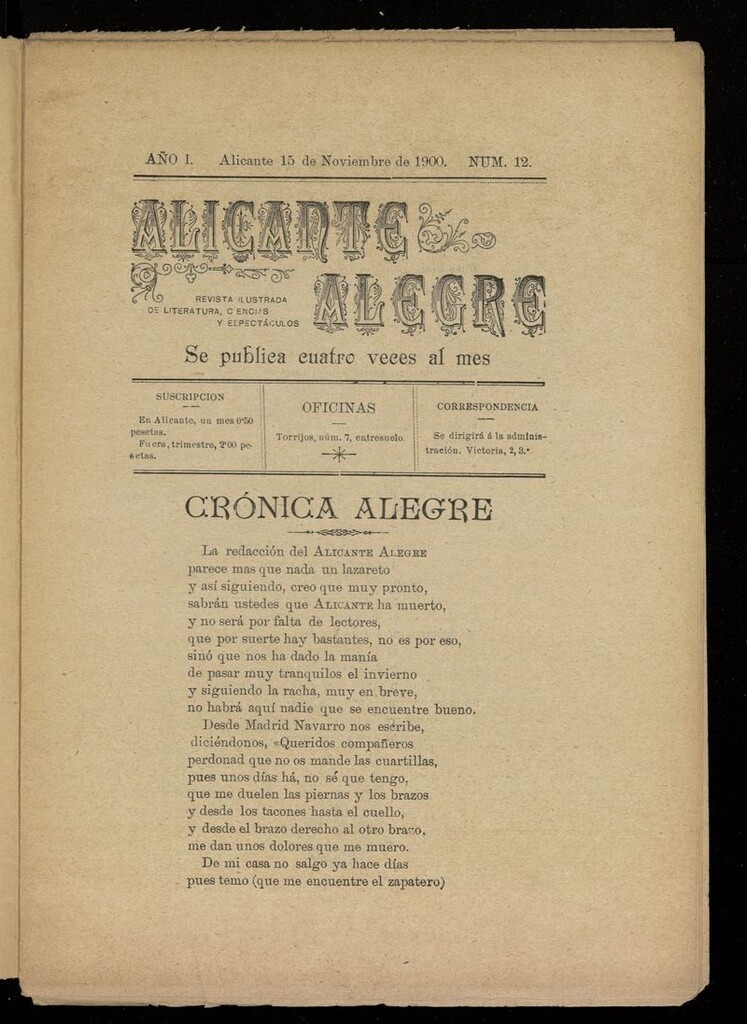 AÑO I. Alicante 15 de Noviembre de 1900. NUM. 12.
ALICANTE
ALEGRE
REVISTA ILUSTRADA
DE LITERATURA, CIENCIAS
Y ESPECTÁCULOS
Se publica cuatro veces al mes
SUSCRIPCION
En Alicante, un mes 0'50
pesetas.
Fuera, trimestre, 2'00 pe-
setas.
OFICINAS
Torrijos, núm. 7, entresuelo
CORRESPONDENCIA
Se dirigirá á la adminis-
tración. Victoria, 2, 3.º
CRÓNICA ALEGRE
La redacción del ALICANTE ALEGRE
parece mas que nada un lazareto
y así siguiendo, creo que muy pronto,
sabrán ustedes que ALICANTE ha muerto,
y no será por falta de lectores,
que por suerte hay bastantes, no es por eso,
sinó que nos ha dado la manía
de pasar muy tranquilos el invierno
y siguiendo la racha, muy en breve,
no habrá aquí nadie que se encuentre bueno.
Desde Madrid Navarro nos escribe,
diciéndonos, «Queridos compañeros
perdonad que no os mande las cuartillas,
pues unos días há, no sé que tengo,
que me duelen las piernas y los brazos
y desde los tacones hasta el cuello,
y desde el brazo derecho al otro brazo,
me dan unos dolores que me muero.
De mi casa no salgo ya hace días
pues temo (que me encuentre el zapatero)